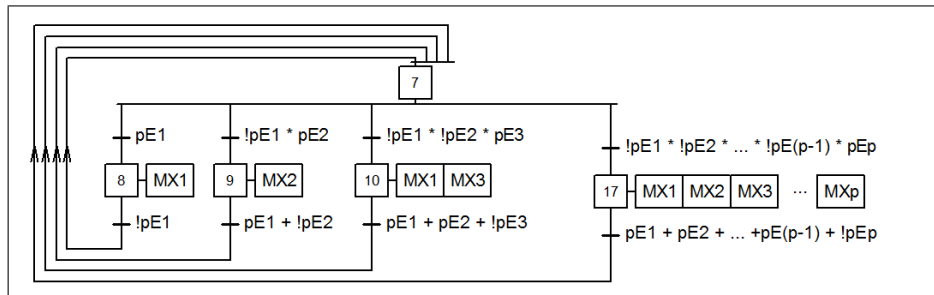 7
pE1
!pE1 * pE2
!pE1 * !pE2 * pE3
!pE1 * !pE2 * ... * !pE(p-1) * pEp
8 MX1
9 MX2
10 MX1 MX3
17 MX1 MX2 MX3 ... MXp
!pE1
pE1 + !pE2
pE1 + pE2 + !pE3
pE1 + pE2 + ... +pE(p-1) + !pEp